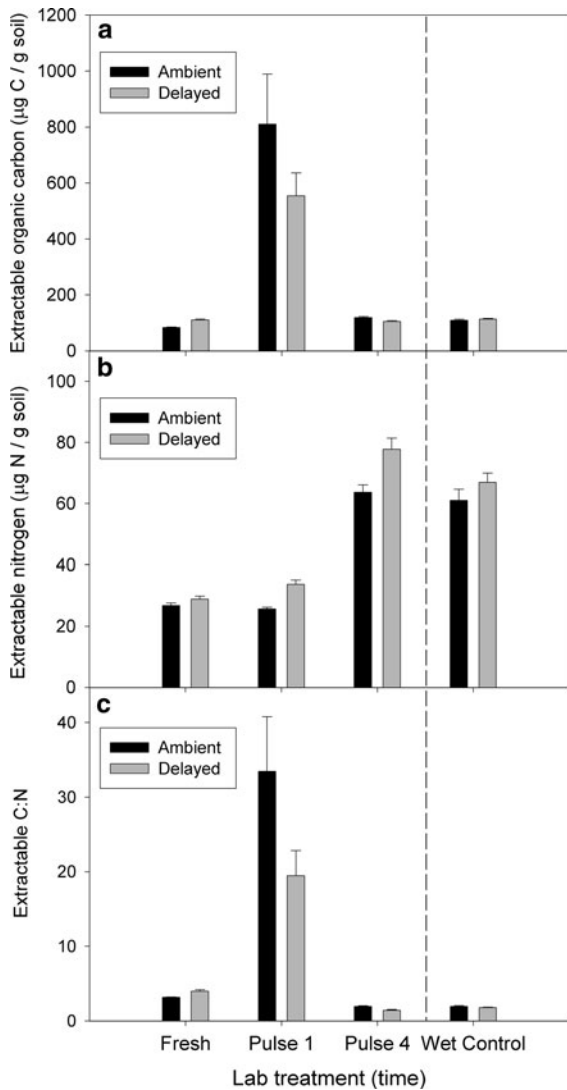 a
Ambient
Delayed
Extractable organic carbon (µg C / g soil)
1200
1000
800
600
400
200
0
b
Ambient
Delayed
Extractable nitrogen (µg N / g soil)
100
80
60
40
20
0
c
Ambient
Delayed
Extractable C:N
40
30
20
10
0
Fresh Pulse 1 Pulse 4 Wet Control
Lab treatment (time)